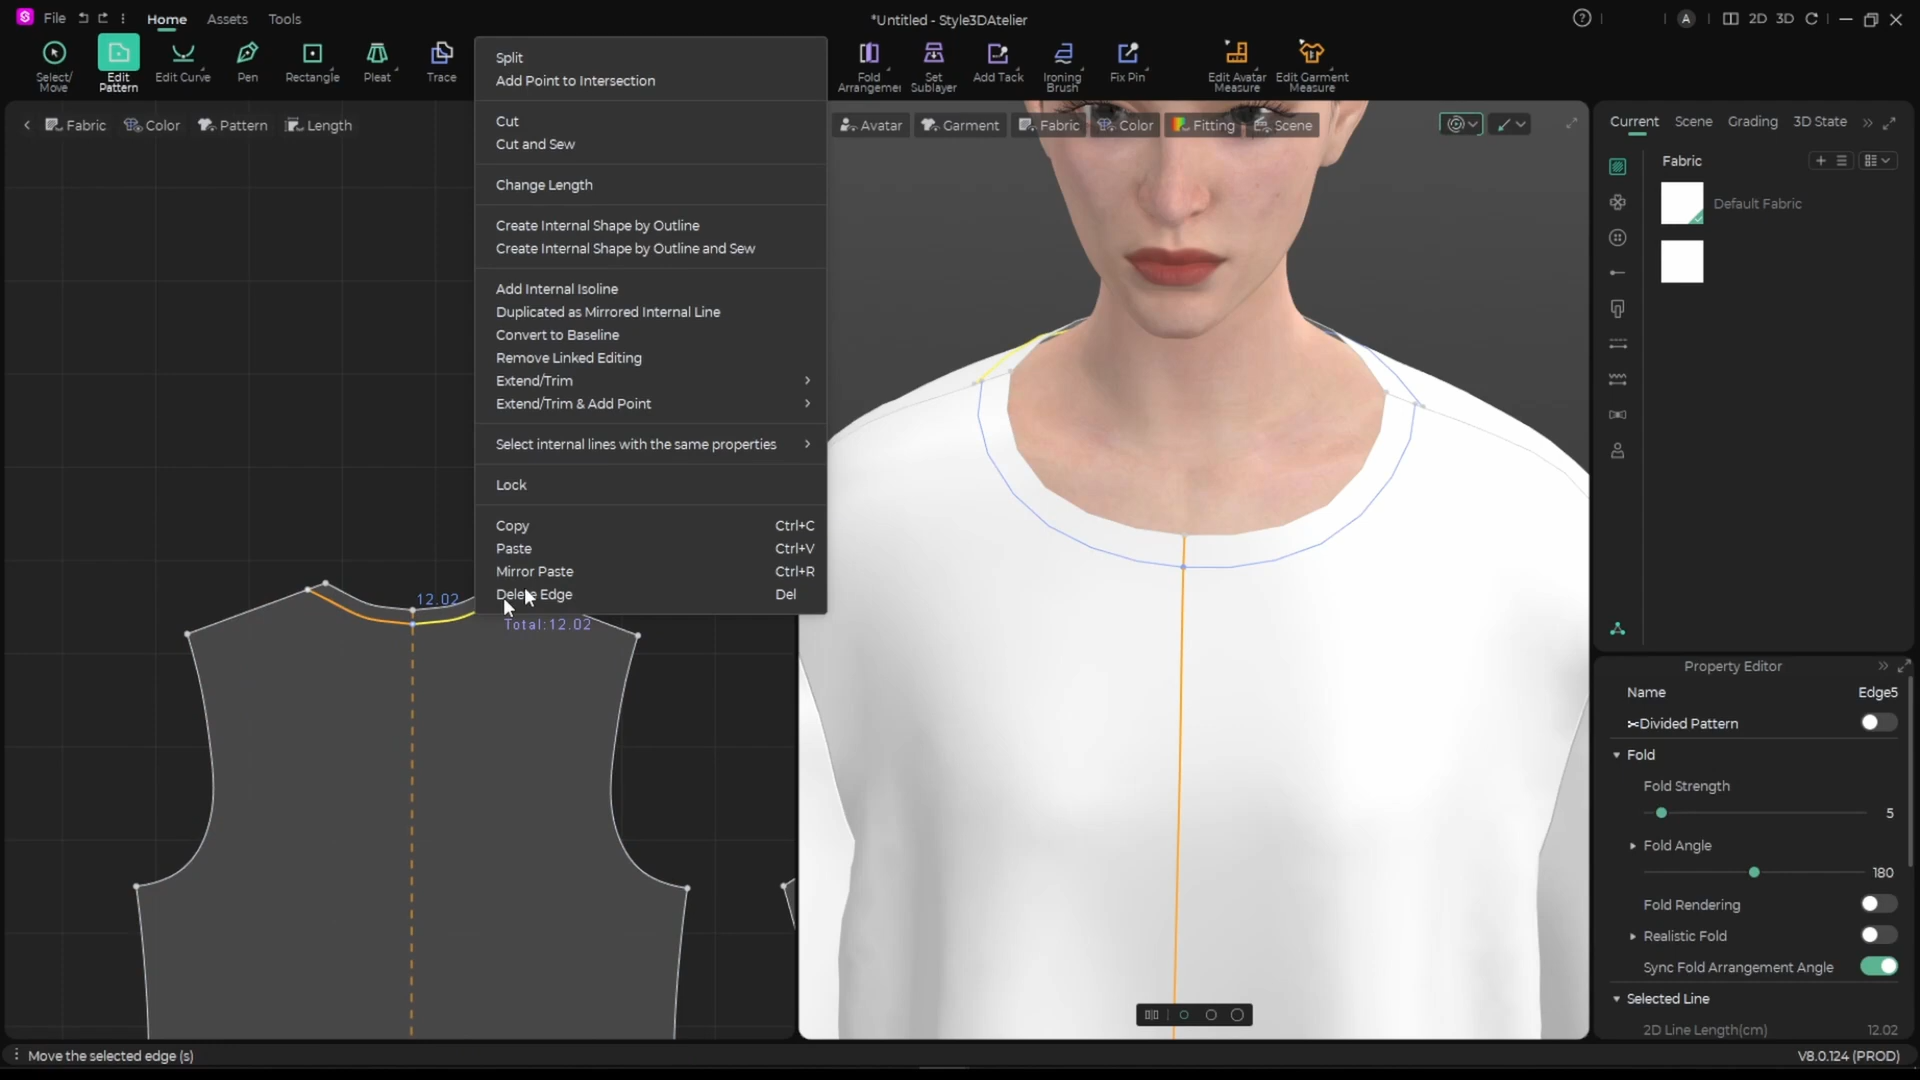 File
Home
Assets
Tools
*Untitled - Style3DAtelier
A
2D
3D
Select/
Move
Edit
Pattern
Edit Curve
Pen
Rectangle
Pleat
Trace
Fold
Arrangemer
Set
Sublayer
Add Tack
Ironing
Brush
Fix Pin
Edit Avatar
Measure
Edit Garment
Measure
Fabric
Color
Pattern
Length
Split
Add Point to Intersection
Cut
Cut and Sew
Change Length
Create Internal Shape by Outline
Create Internal Shape by Outline and Sew
Add Internal Isoline
Duplicated as Mirrored Internal Line
Convert to Baseline
Remove Linked Editing
Extend/Trim
Extend/Trim & Add Point
Select internal lines with the same properties
Lock
Copy Ctrl+C
Paste Ctrl+V
Mirror Paste Ctrl+R
Delete Edge Del
12.02
Total:12.02
Avatar
Garment
Fabric
Color
Fitting
Scene
Current
Scene
Grading
3D State
Fabric
Default Fabric
Property Editor
Name Edge5
Divided Pattern
Fold
Fold Strength
5
Fold Angle
180
Fold Rendering
Realistic Fold
Sync Fold Arrangement Angle
Selected Line
2D Line Length(cm) 12.02
Move the selected edge (s)
V8.0.124 (PROD)